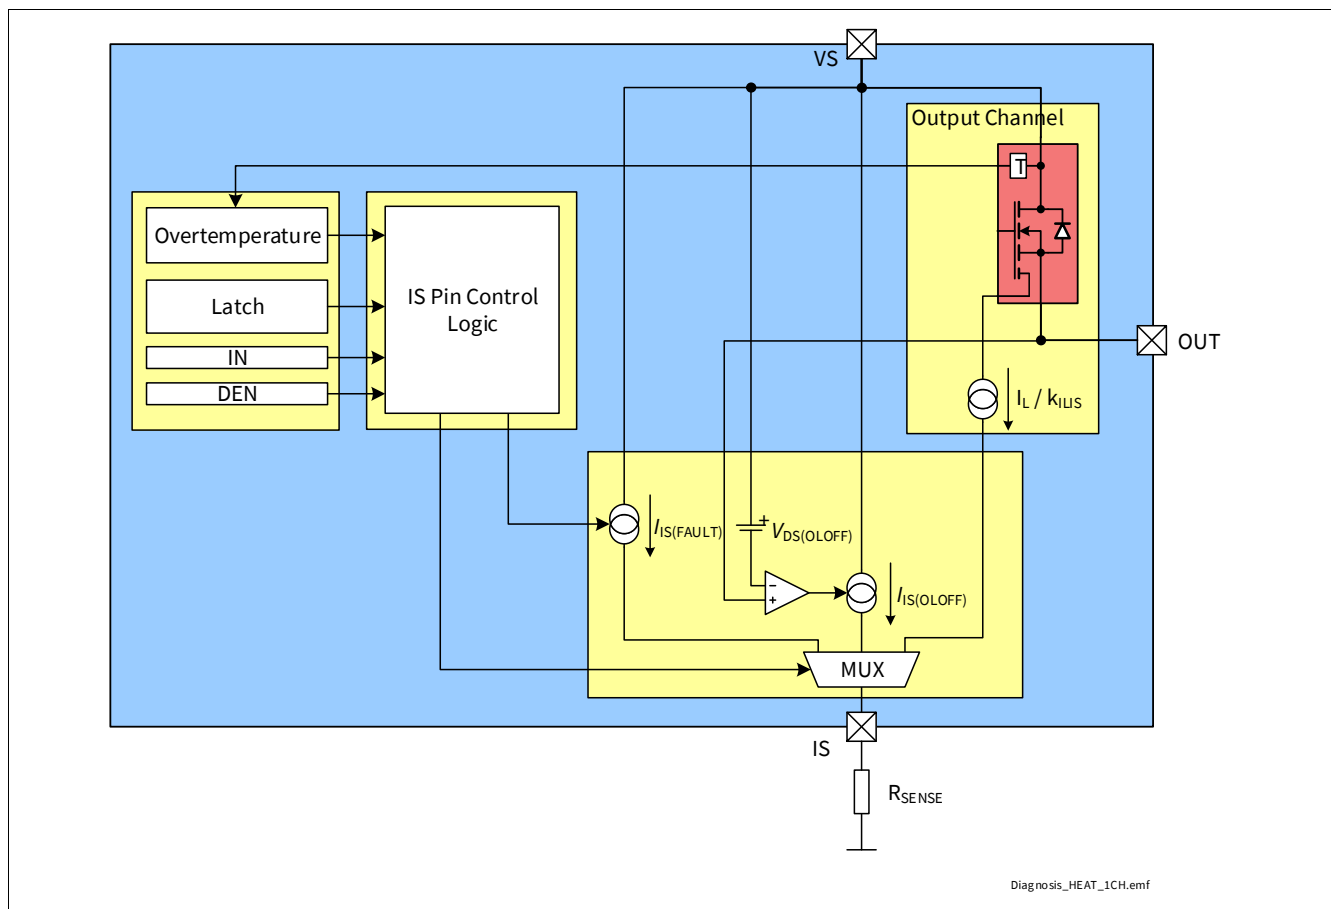 VS
Output Channel
T
Overtemperature
Latch
IN
DEN
IS Pin Control
Logic
OUT
IL / kILIS
IIS(FAULT)
+
VDS(OLOFF)
-
+
IIS(OLOFF)
MUX
IS
RSENSE
Diagnosis_HEAT_1CH.emf